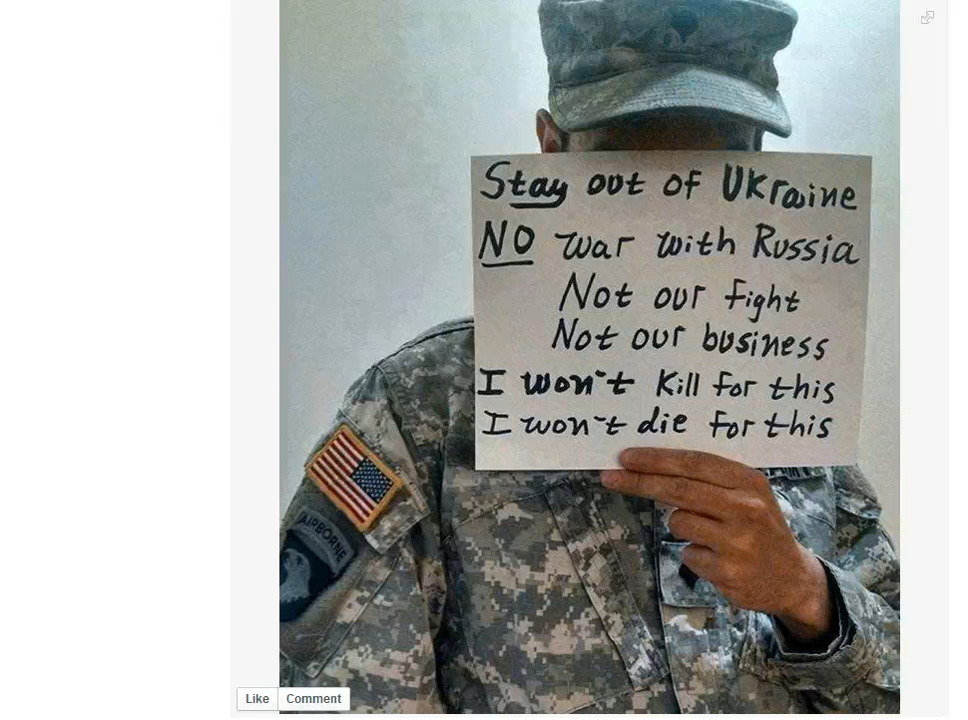 Stay out of Ukraine
NO war with Russia
Not our fight
Not our business
I won't kill for this
I won't die for this
AIRBORNE
Like
Comment